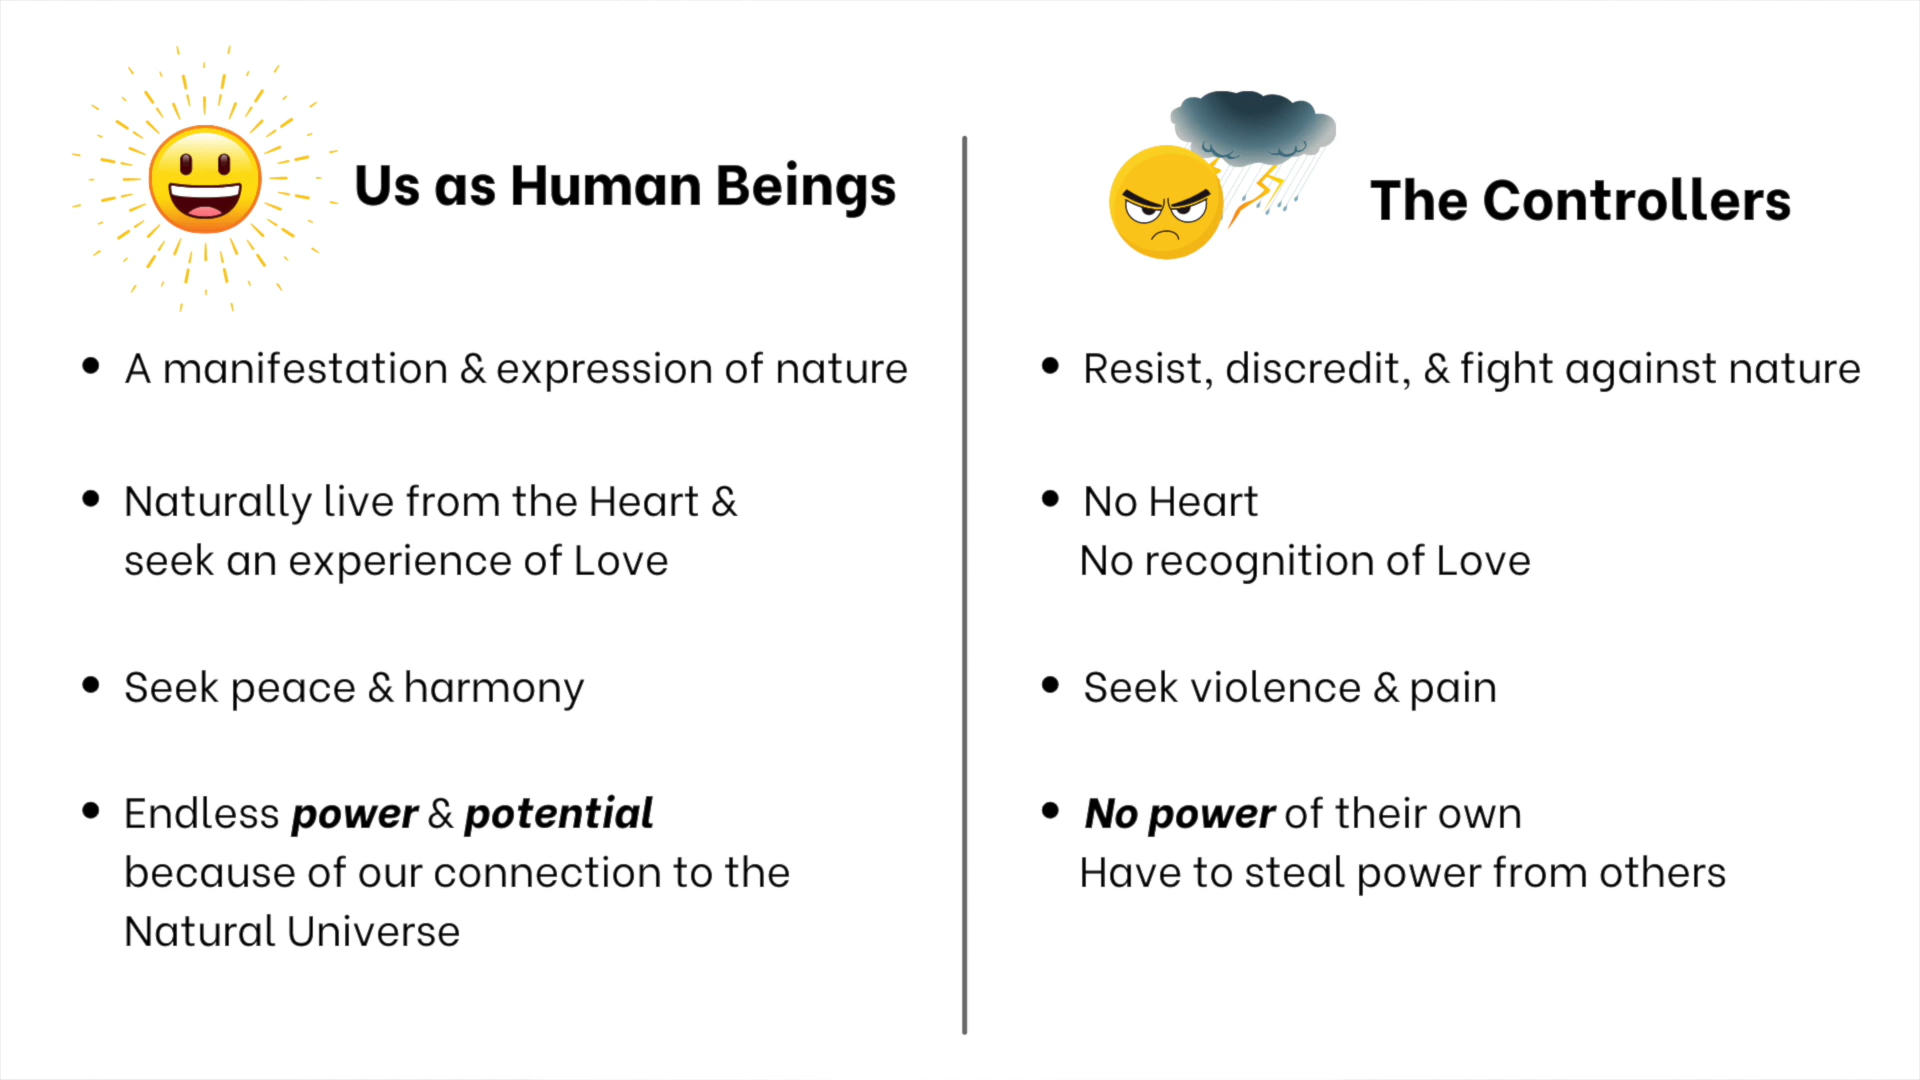 Us as Human Beings
• A manifestation & expression of nature
• Naturally live from the Heart &
seek an experience of Love
• Seek peace & harmony
• Endless power & potential
because of our connection to the
Natural Universe
The Controllers
• Resist, discredit, & fight against nature
• No Heart
No recognition of Love
• Seek violence & pain
• No power of their own
Have to steal power from others